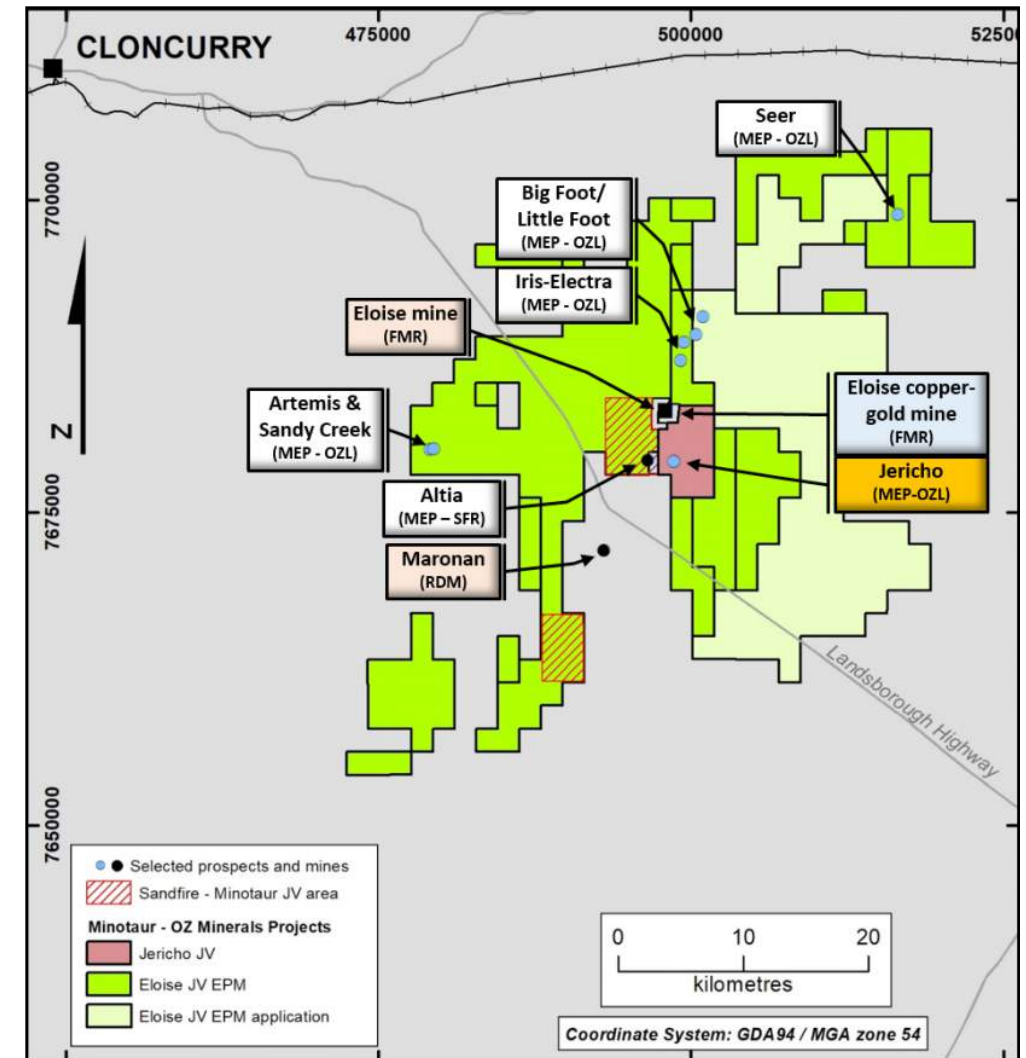 CLONCURRY
475000
500000
52500
7700000
7675000
7650000
Seer
(MEP - OZL)
Big Foot/
Little Foot
(MEP - OZL)
Iris-Electra
(MEP - OZL)
Eloise mine
(FMR)
Artemis &
Sandy Creek
(MEP - OZL)
Eloise copper-
gold mine
(FMR)
Jericho
(MEP-OZL)
Altia
(MEP – SFR)
Maronan
(RDM)
N
Landsborough Highway
Selected prospects and mines
Sandfire - Minotaur JV area
Minotaur - OZ Minerals Projects
Jericho JV
Eloise JV EPM
Eloise JV EPM application
0 10 20
kilometres
Coordinate System: GDA94 / MGA zone 54